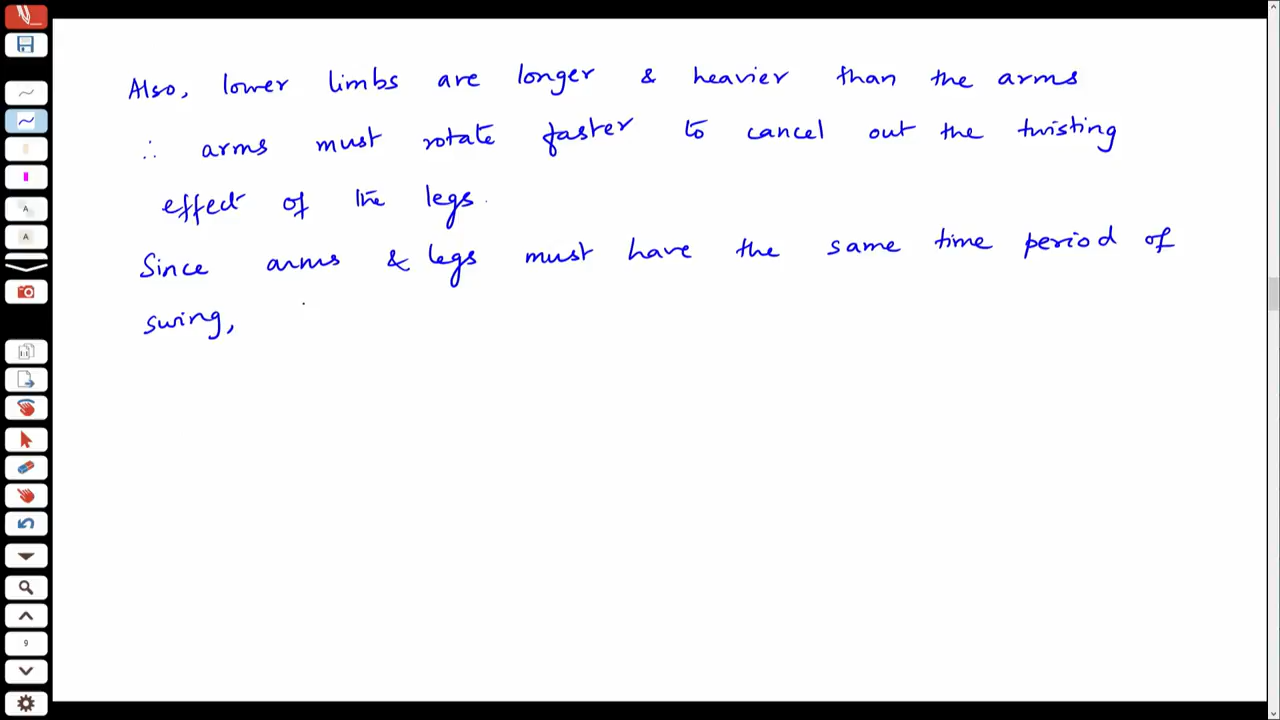 Also, lower limbs are longer & heavier than the arms
∴ arms must rotate faster to cancel out the twisting
effect of the legs.
Since arms & legs must have the same time period of
swing,
9